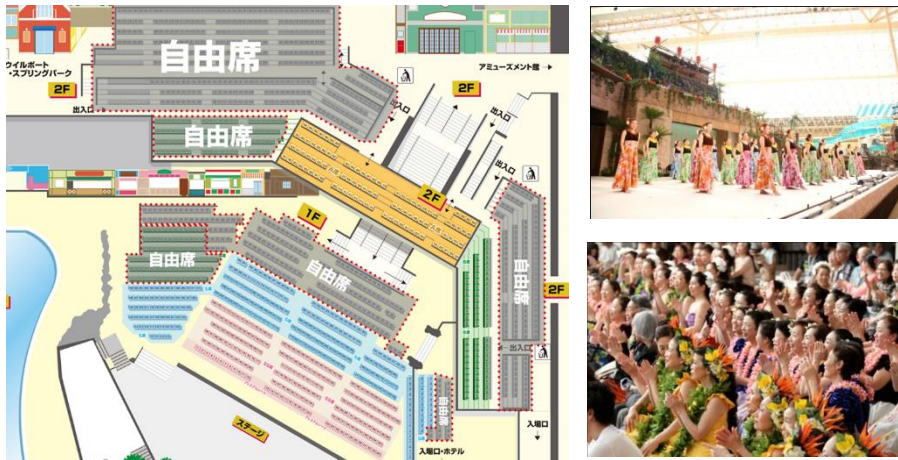 自由席
ウイルポート
・スプリングパーク
アミューズメント館 →
2F
2F
出入口
出入口
自由席
出入口
2F
1F
自由席
自由席
自由席
2F
出入口
自由席
ステージ
入場口
入場口・ホテル